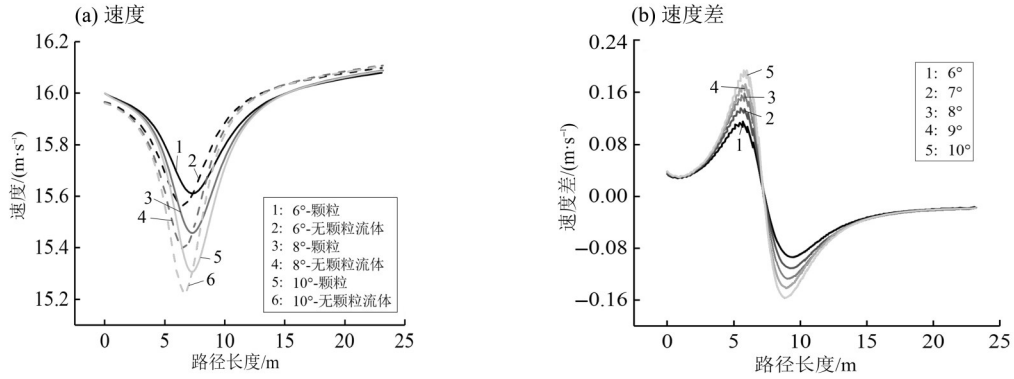 (a) 速度
16.2
16.0
15.8
15.6
15.4
15.2
速度/(m·s⁻¹)
1
2
3
4
5
6
1: 6°-颗粒
2: 6°-无颗粒流体
3: 8°-颗粒
4: 8°-无颗粒流体
5: 10°-颗粒
6: 10°-无颗粒流体
0 5 10 15 20 25
路径长度/m
(b) 速度差
0.24
0.16
0.08
0.00
−0.08
−0.16
速度差/(m·s⁻¹)
5
4
3
2
1
1: 6°
2: 7°
3: 8°
4: 9°
5: 10°
0 5 10 15 20 25
路径长度/m